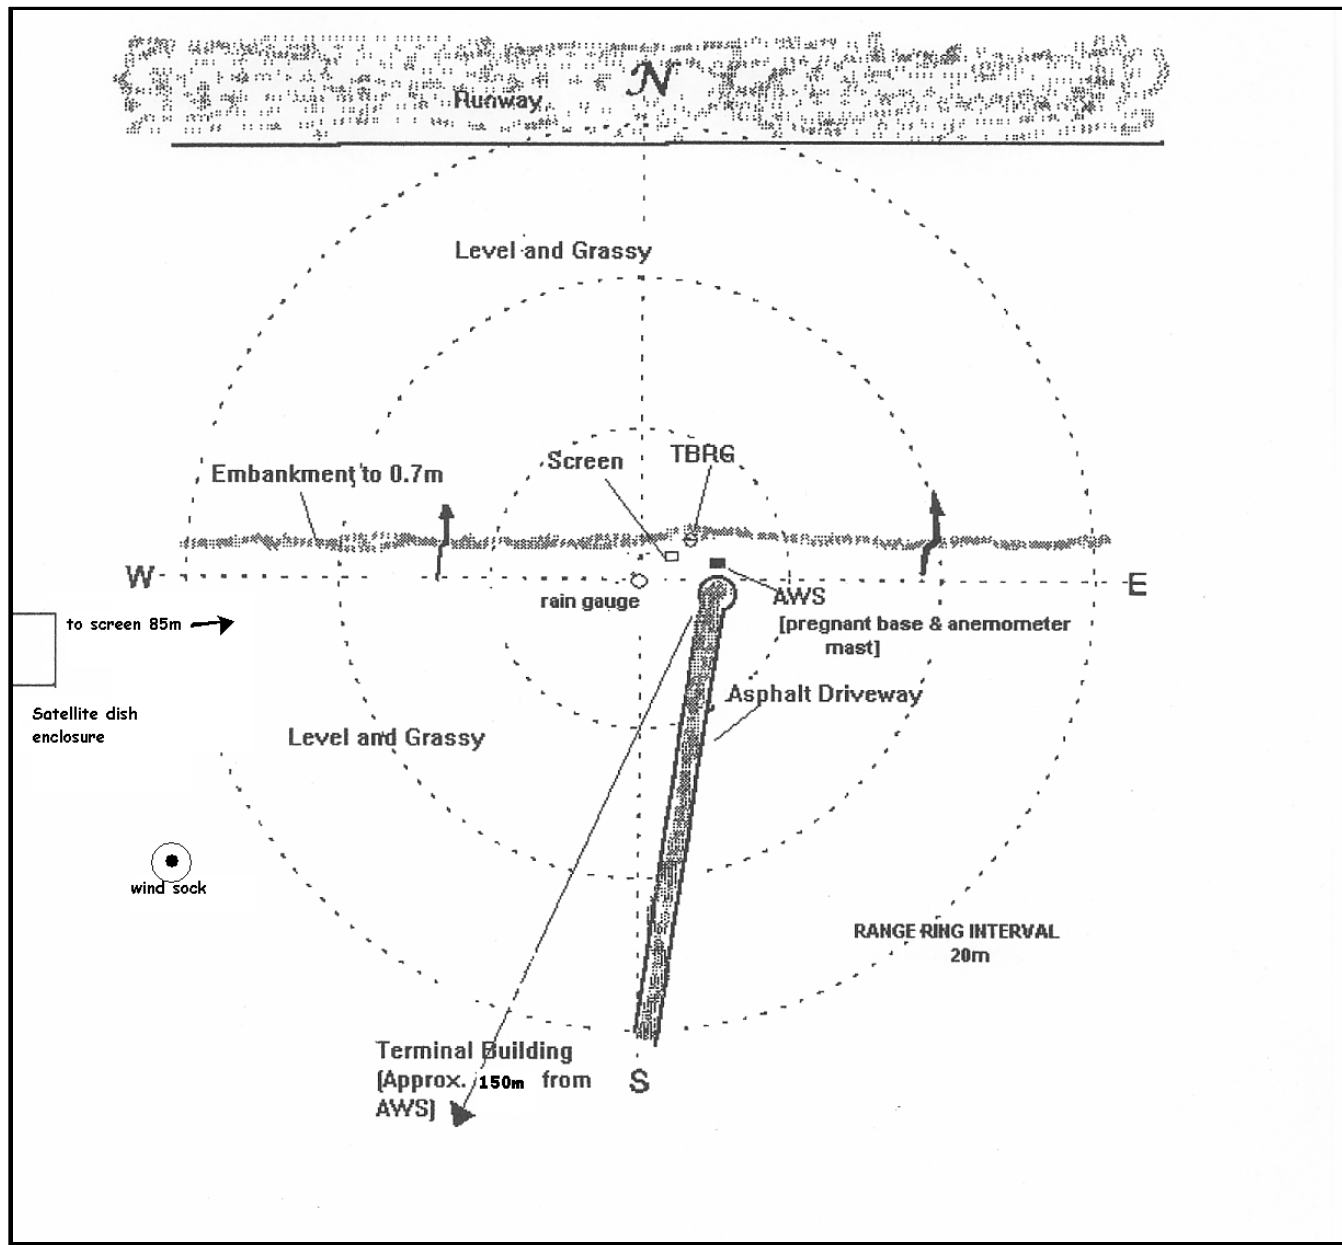 N
Runway
Level and Grassy
Screen
TBRG
Embankment to 0.7m
W
E
rain gauge
AWS
[pregnant base & anemometer
mast]
to screen 85m
Satellite dish
enclosure
Asphalt Driveway
Level and Grassy
wind sock
RANGE RING INTERVAL
20m
Terminal Building
[Approx. 150m from
AWS]
S